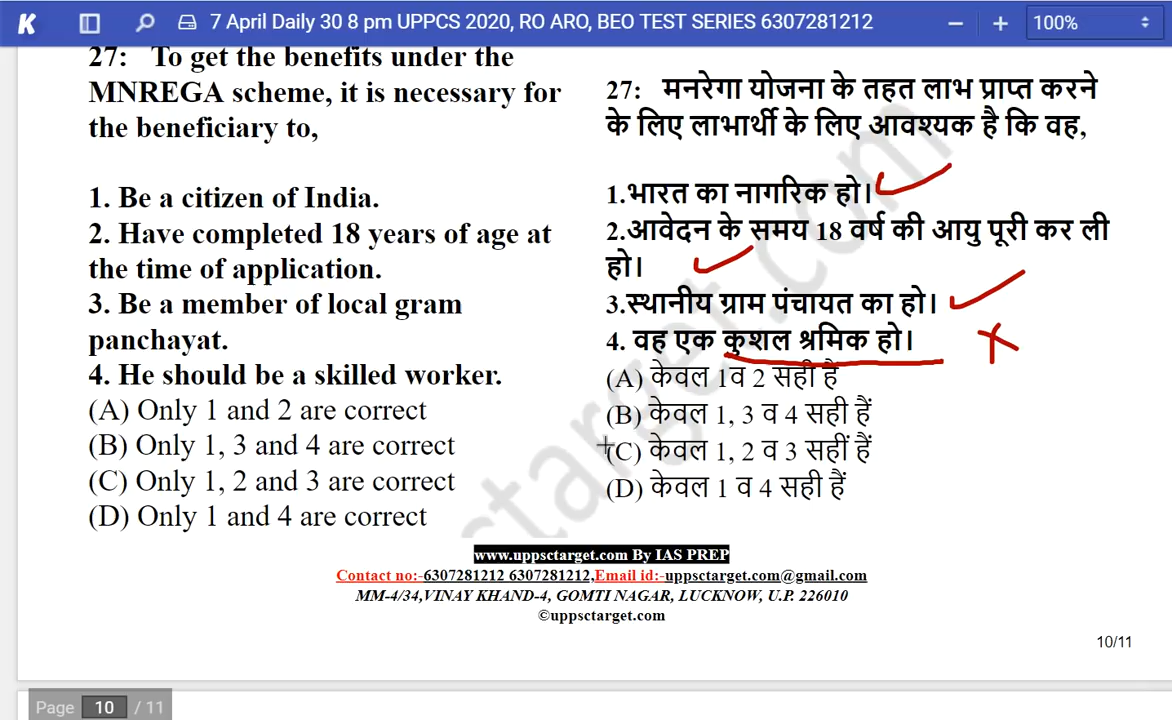 K 7 April Daily 30 8 pm UPPCS 2020, RO ARO, BEO TEST SERIES 6307281212 100%
27: To get the benefits under the
MNREGA scheme, it is necessary for
the beneficiary to,
1. Be a citizen of India.
2. Have completed 18 years of age at
the time of application.
3. Be a member of local gram
panchayat.
4. He should be a skilled worker.
(A) Only 1 and 2 are correct
(B) Only 1, 3 and 4 are correct
(C) Only 1, 2 and 3 are correct
(D) Only 1 and 4 are correct
27: मनरेगा योजना के तहत लाभ प्राप्त करने
के लिए लाभार्थी के लिए आवश्यक है कि वह,
1.भारत का नागरिक हो।
2.आवेदन के समय 18 वर्ष की आयु पूरी कर ली
हो।
3.स्थानीय ग्राम पंचायत का हो।
4. वह एक कुशल श्रमिक हो।
(A) केवल 1व 2 सही हैं
(B) केवल 1, 3 व 4 सही हैं
(C) केवल 1, 2 व 3 सहीं हैं
(D) केवल 1 व 4 सही हैं
www.uppsctarget.com By IAS PREP
Contact no:-6307281212 6307281212,Email id:-uppsctarget.com@gmail.com
MM-4/34,VINAY KHAND-4, GOMTI NAGAR, LUCKNOW, U.P. 226010
©uppsctarget.com
10/11
Page 10 / 11
ctarget.com